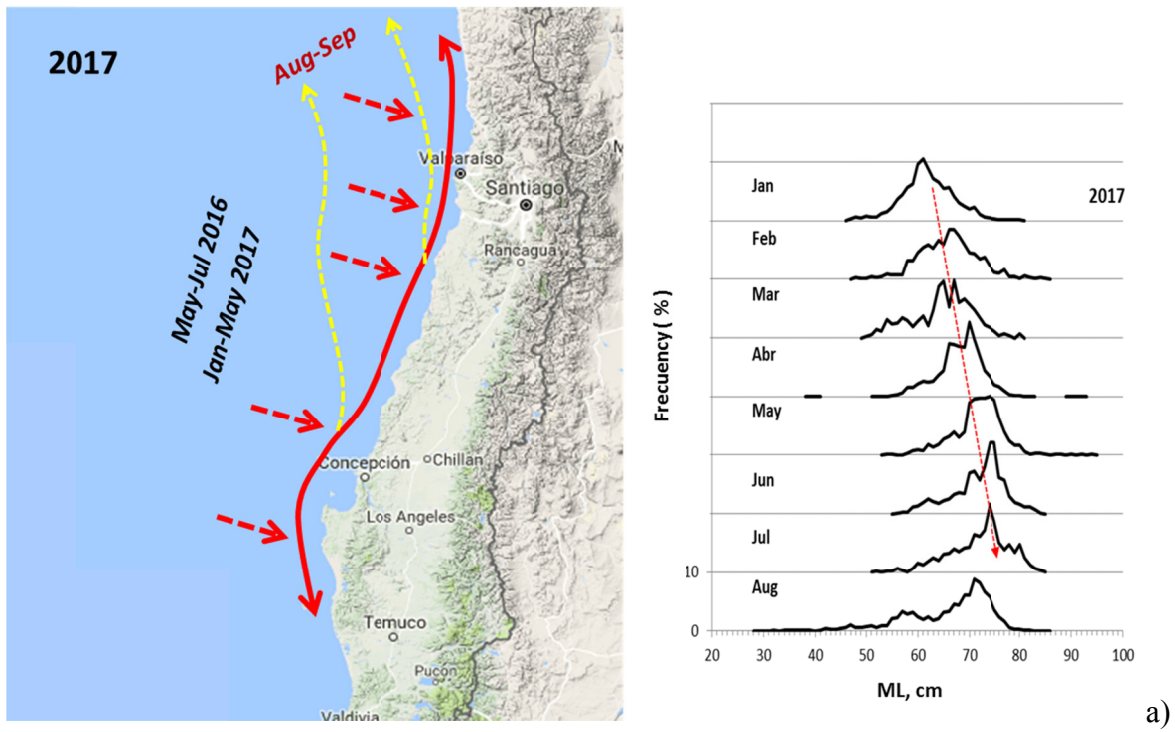 2017
Aug-Sep
May-Jul 2016
Jan-May 2017
Valparaíso
Santiago
Rancagua
Concepción
Chillan
Los Angeles
Temuco
Pucon
Valdivia
M
2017
Jan
Feb
Mar
Abr
May
Jun
Jul
Aug
Frecuency ( % )
10
0
20 30 40 50 60 70 80 90 100
ML, cm
a)